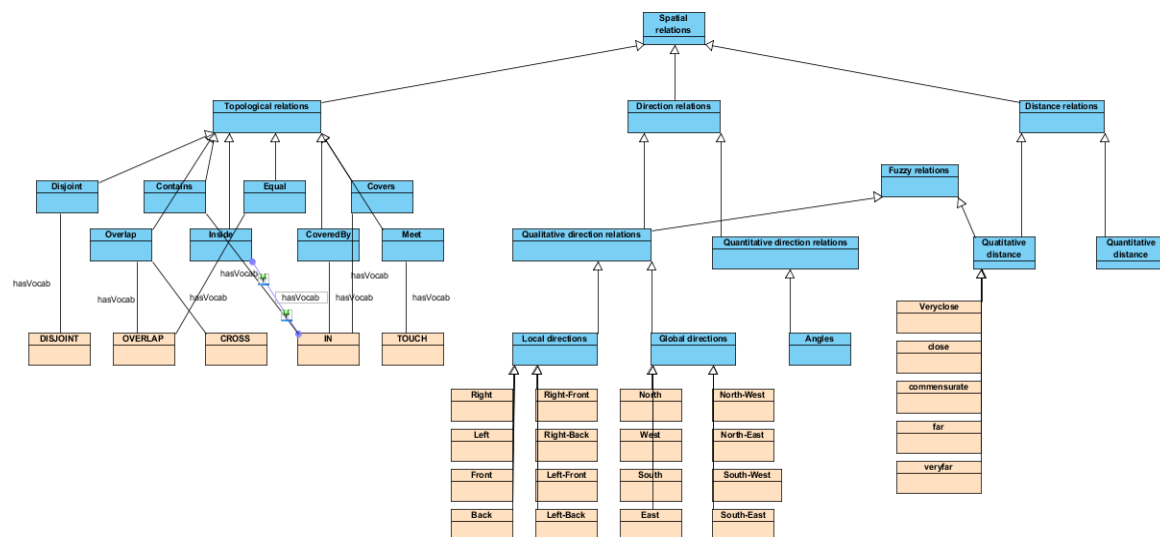 Spatial
relations
Topological relations
Direction relations
Distance relations
Fuzzy relations
Disjoint
Contains
Equal
Covers
Overlap
Inside
CoveredBy
Meet
Qualitative direction relations
Quantitative direction relations
Quatitative
distance
Quantitative
distance
hasVocab
hasVocab
hasVocab
hasVocab
hasVocab
hasVocab
hasVocab
DISJOINT
OVERLAP
CROSS
IN
TOUCH
Local directions
Global directions
Angles
Veryclose
close
commensurate
far
veryfar
Right
Right-Front
North
North-West
Left
Right-Back
West
North-East
Front
Left-Front
South
South-West
Back
Left-Back
East
South-East